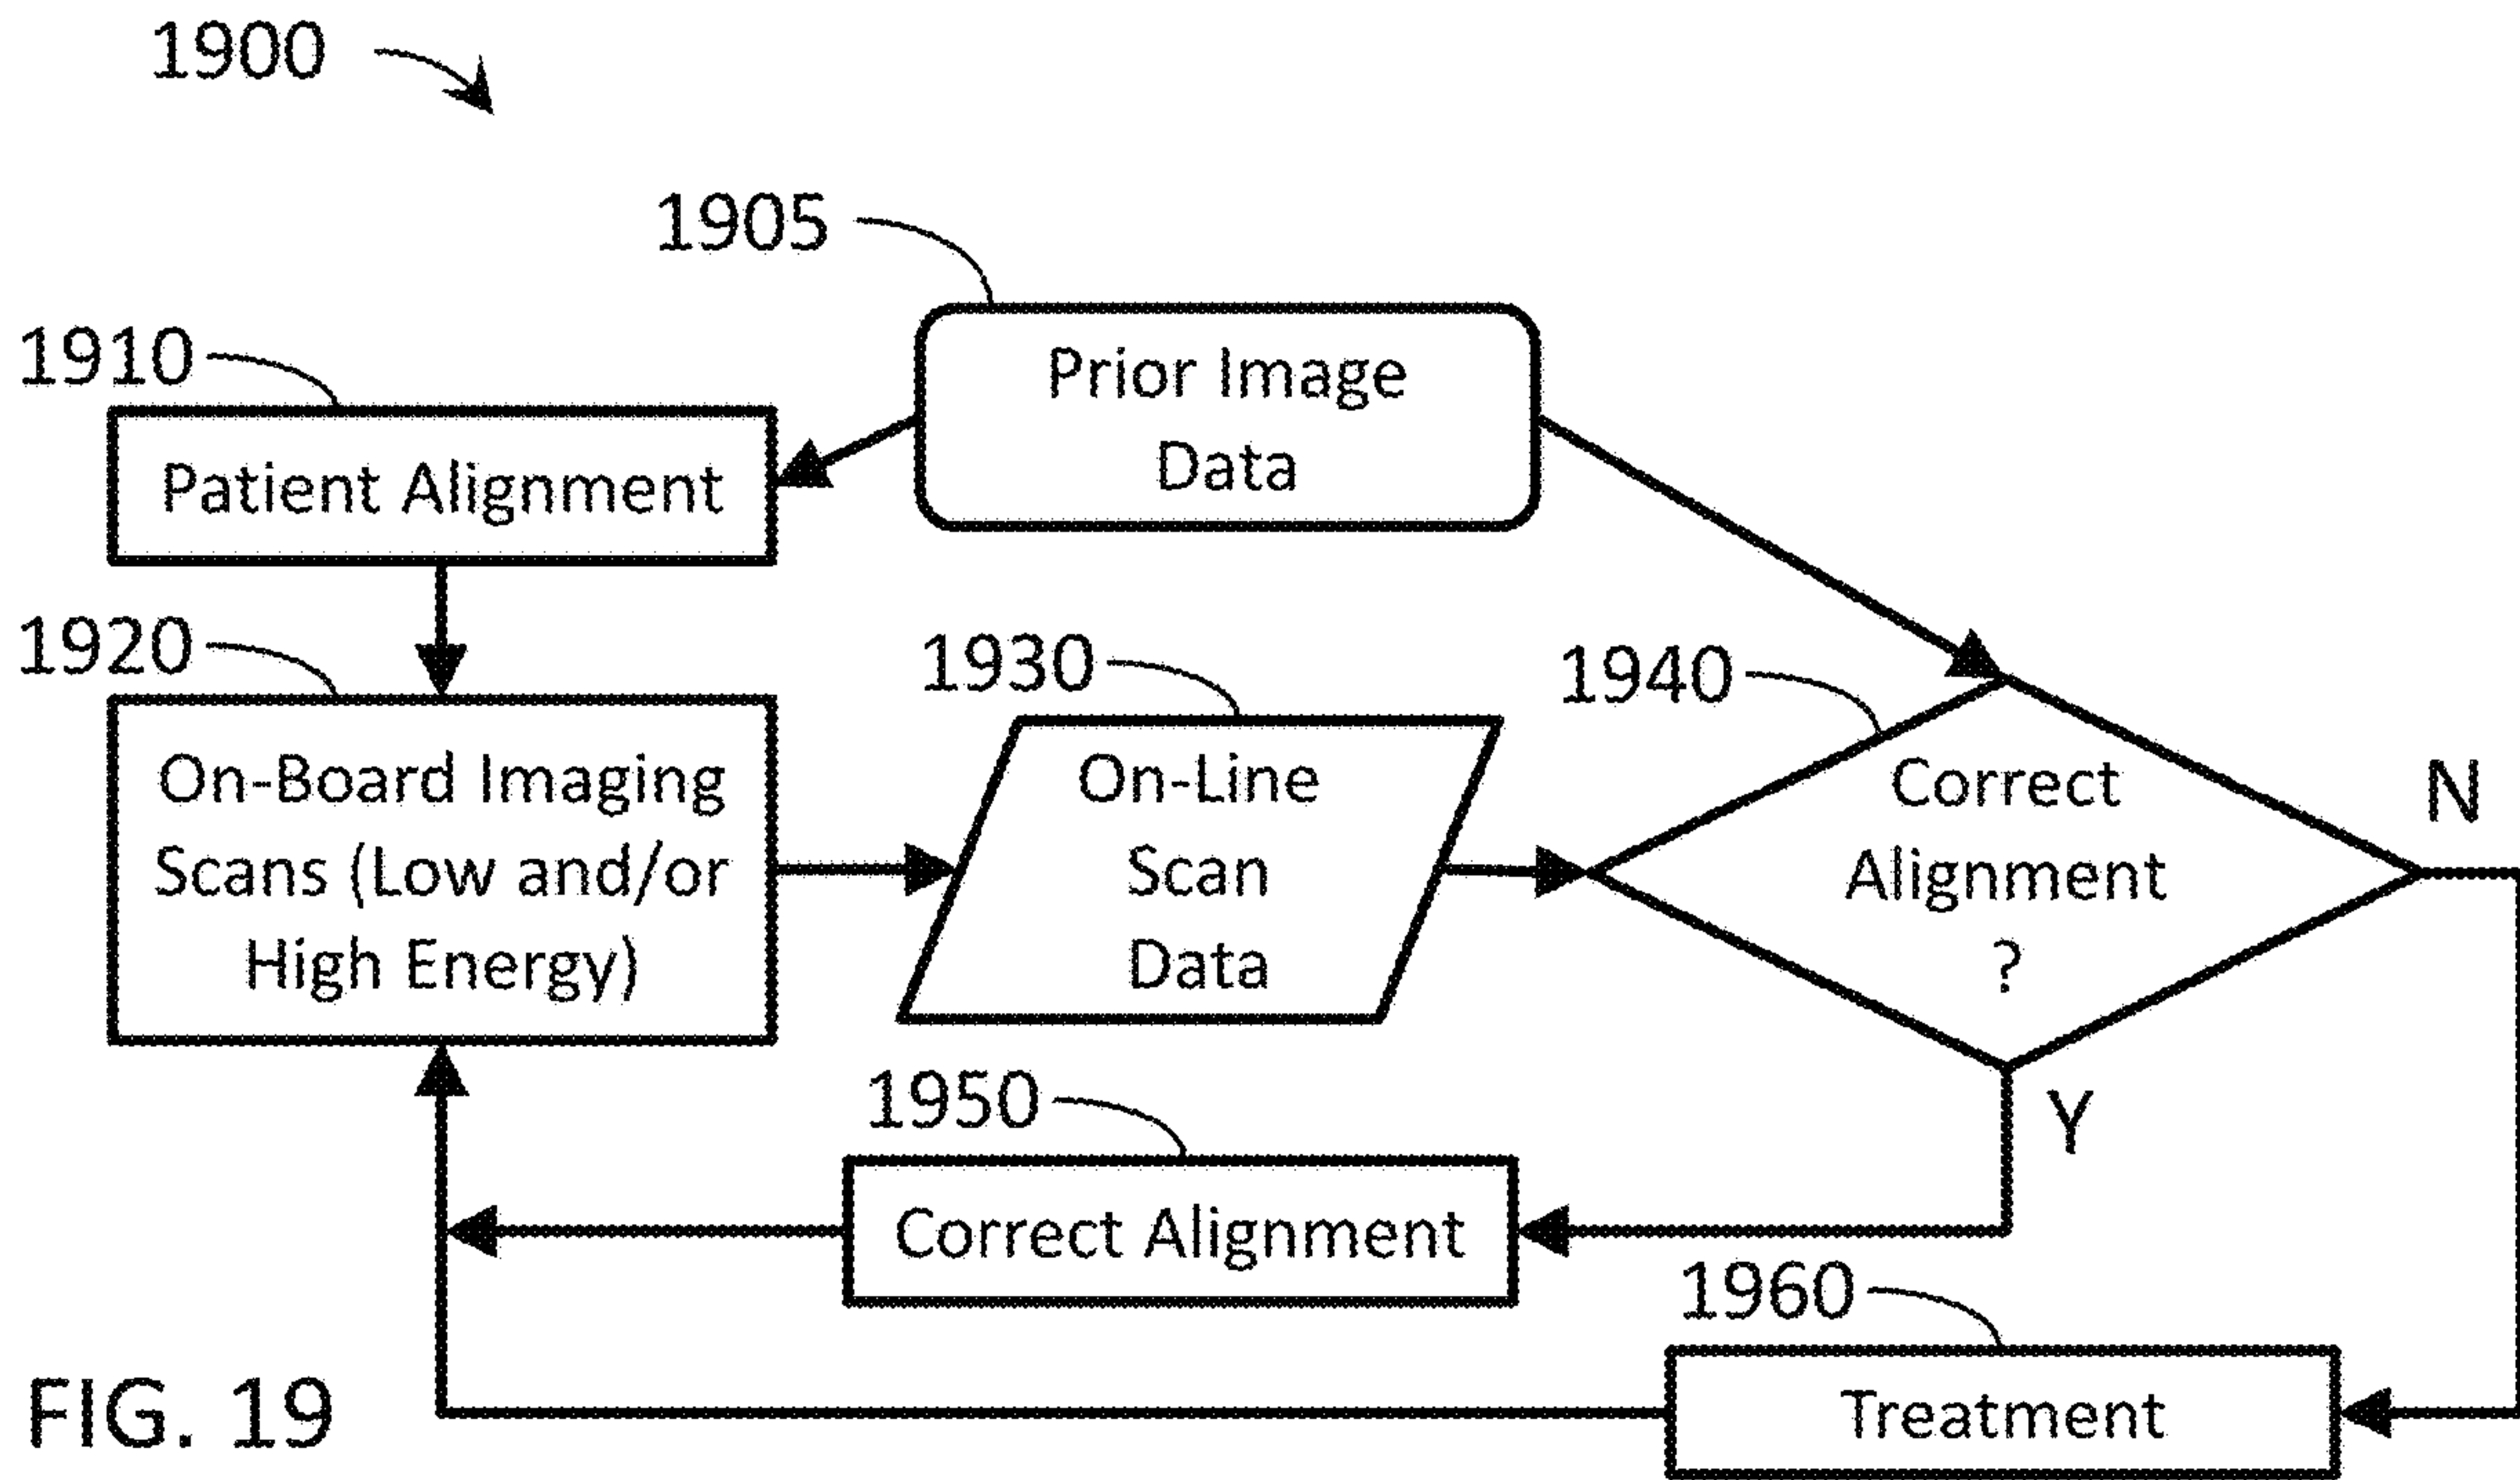 1900
1905
Prior Image
Data
1910
Patient Alignment
1920
On-Board Imaging
Scans (Low and/or
High Energy)
1930
On-Line
Scan
Data
1940
Correct
Alignment
?
N
Y
1950
Correct Alignment
1960
Treatment
FIG. 19